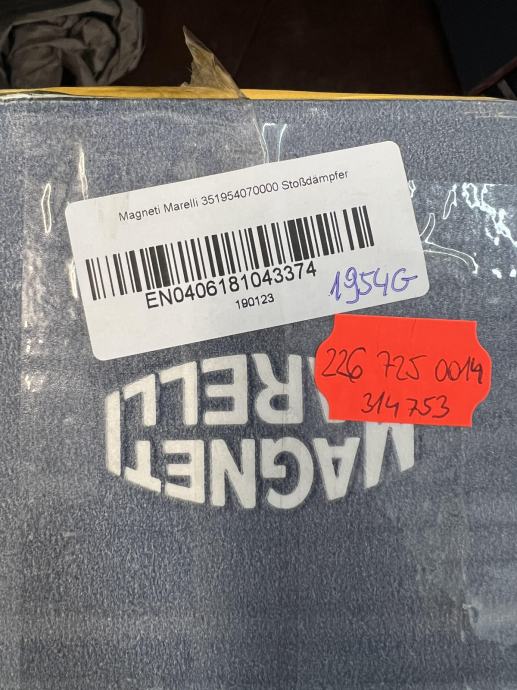 Magneti Marelli 351954070000 Stoßdämpfer
EN0406181043374
190123
1954G
226 725 0014
314753
MAGNETI
MARELLI